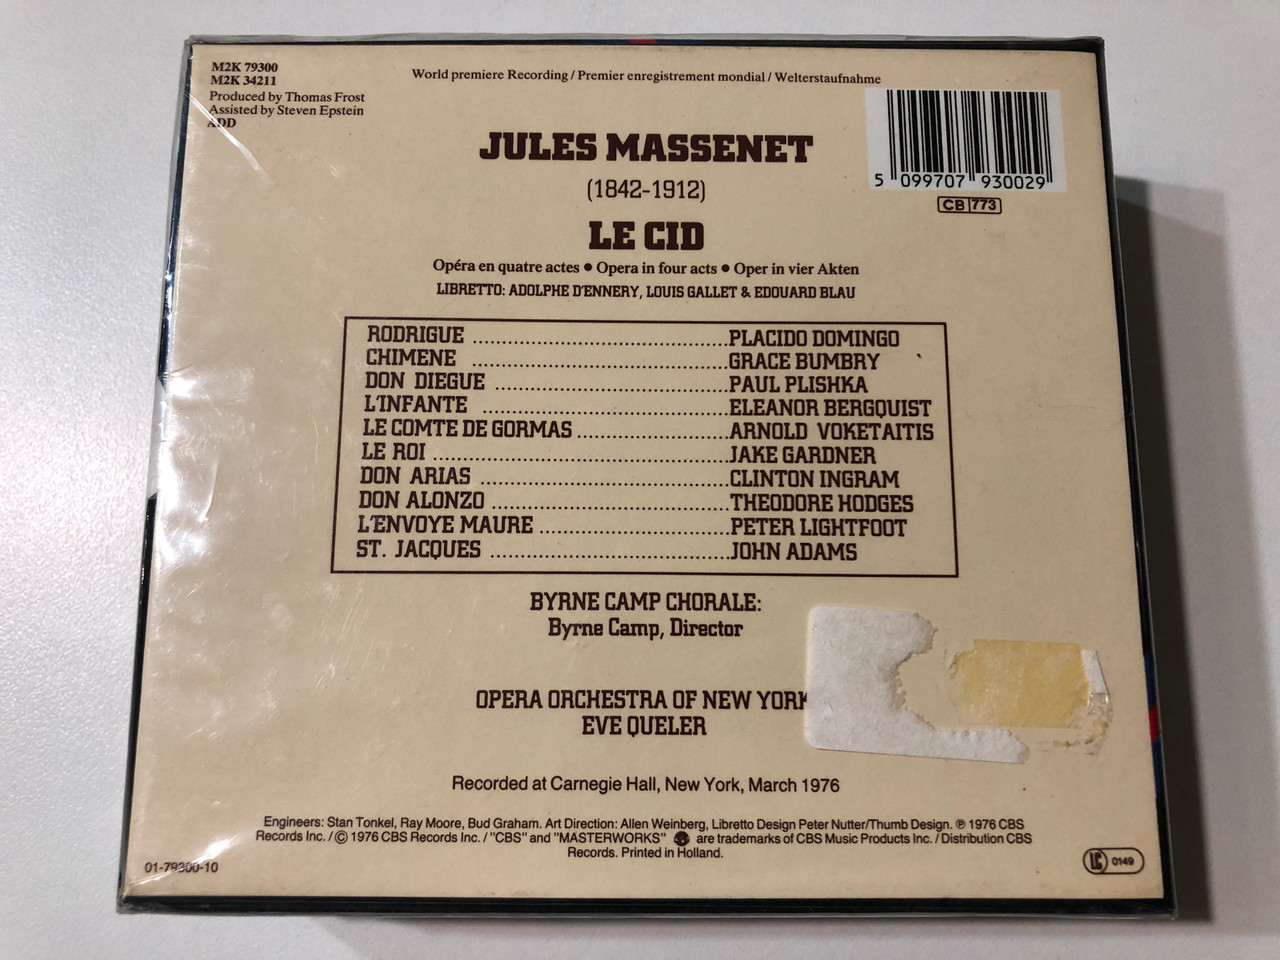 M2K 79300
M2K 34211
Produced by Thomas Frost
Assisted by Steven Epstein
ADD
World premiere Recording / Premier enregistrement mondial / Welterstaufnahme
5 099707 930029
CB 773
JULES MASSENET
(1842-1912)
LE CID
Opéra en quatre actes ● Opera in four acts ● Oper in vier Akten
LIBRETTO: ADOLPHE D'ENNERY, LOUIS GALLET & EDOUARD BLAU
RODRIGUE ................................ PLACIDO DOMINGO
CHIMENE ................................ GRACE BUMBRY
DON DIEGUE ............................. PAUL PLISHKA
L'INFANTE ............................... ELEANOR BERGQUIST
LE COMTE DE GORMAS ................... ARNOLD VOKETAITIS
LE ROI ..................................... JAKE GARDNER
DON ARIAS ............................... CLINTON INGRAM
DON ALONZO ............................. THEODORE HODGES
L'ENVOYE MAURE ........................ PETER LIGHTFOOT
ST. JACQUES .............................. JOHN ADAMS
BYRNE CAMP CHORALE:
Byrne Camp, Director
OPERA ORCHESTRA OF NEW YORK
EVE QUELER
Recorded at Carnegie Hall, New York, March 1976
Engineers: Stan Tonkel, Ray Moore, Bud Graham. Art Direction: Allen Weinberg, Libretto Design Peter Nutter/Thumb Design. ℗ 1976 CBS
Records Inc. / © 1976 CBS Records Inc. / "CBS" and "MASTERWORKS" are trademarks of CBS Music Products Inc. / Distribution CBS
Records. Printed in Holland.
01-79300-10
LC 0149